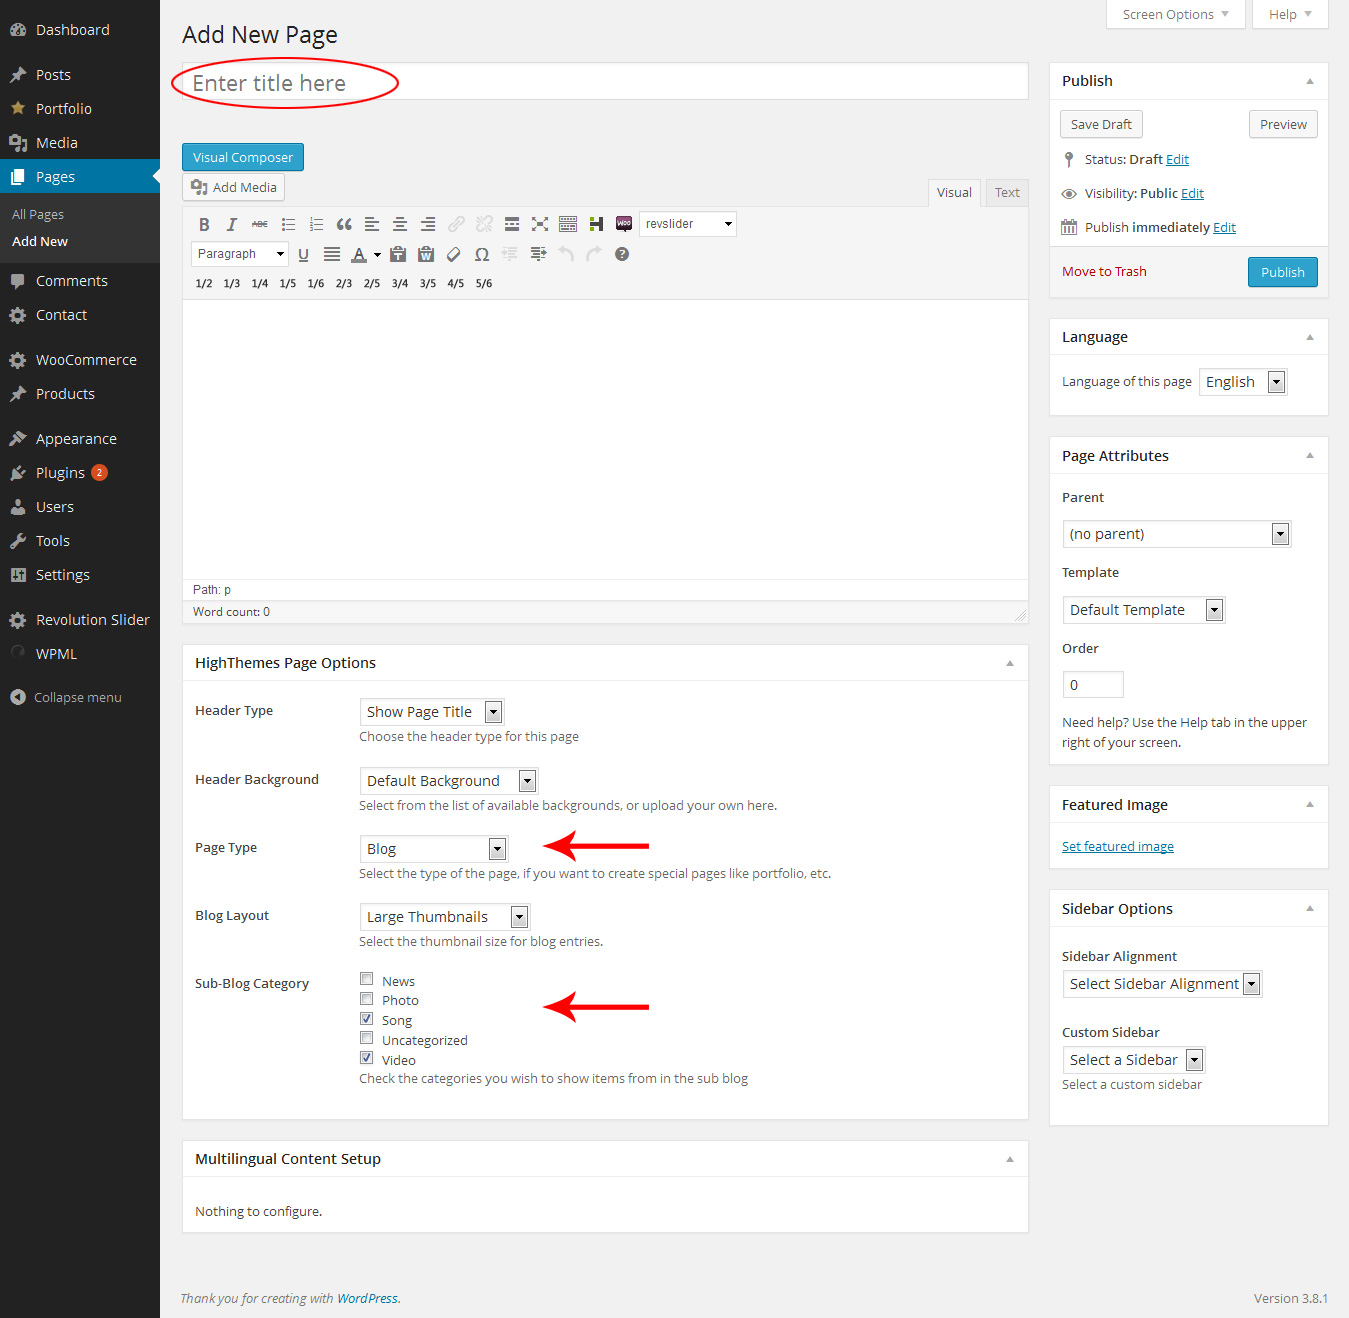 Dashboard
Posts
Portfolio
Media
Pages
All Pages
Add New
Comments
Contact
WooCommerce
Products
Appearance
Plugins 2
Users
Tools
Settings
Revolution Slider
WPML
Collapse menu
Screen Options
Help
Add New Page
Enter title here
Visual Composer
Add Media
Visual Text
B I ABC revslider
Paragraph U A T W Ω ?
1/2 1/3 1/4 1/5 1/6 2/3 2/5 3/4 3/5 4/5 5/6
Path: p
Word count: 0
HighThemes Page Options
Header Type Show Page Title
Choose the header type for this page
Header Background Default Background
Select from the list of available backgrounds, or upload your own here.
Page Type Blog
Select the type of the page, if you want to create special pages like portfolio, etc.
Blog Layout Large Thumbnails
Select the thumbnail size for blog entries.
Sub-Blog Category News
Photo
Song
Uncategorized
Video
Check the categories you wish to show items from in the sub blog
Multilingual Content Setup
Nothing to configure.
Publish
Save Draft Preview
Status: Draft Edit
Visibility: Public Edit
Publish immediately Edit
Move to Trash Publish
Language
Language of this page English
Page Attributes
Parent
(no parent)
Template
Default Template
Order
0
Need help? Use the Help tab in the upper
right of your screen.
Featured Image
Set featured image
Sidebar Options
Sidebar Alignment
Select Sidebar Alignment
Custom Sidebar
Select a Sidebar
Select a custom sidebar
Thank you for creating with WordPress.
Version 3.8.1